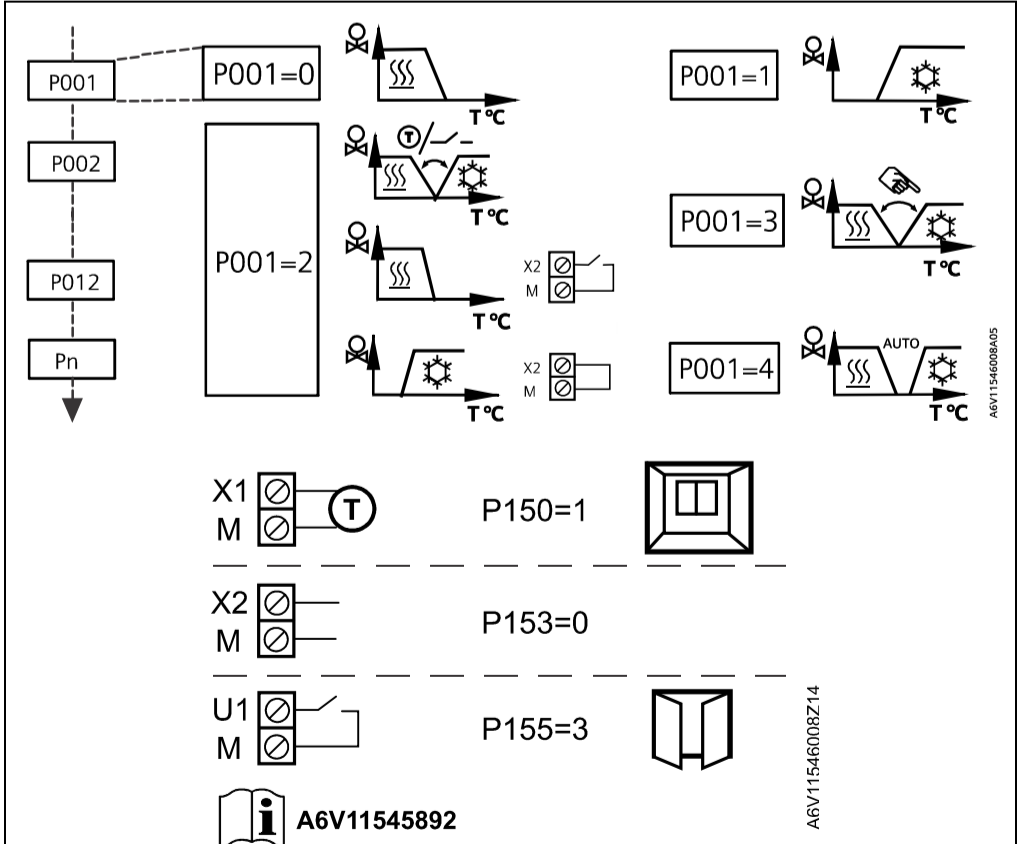 P001
P002
P012
Pn
P001=0
T °C
P001=2
T
T °C
T °C
X2
M
T °C
X2
M
P001=1
T °C
P001=3
T °C
P001=4
AUTO
T °C
A6V11546008A05
X1
M
T
P150=1
X2
M
P153=0
U1
M
P155=3
A6V11546008Z14
i
A6V11545892